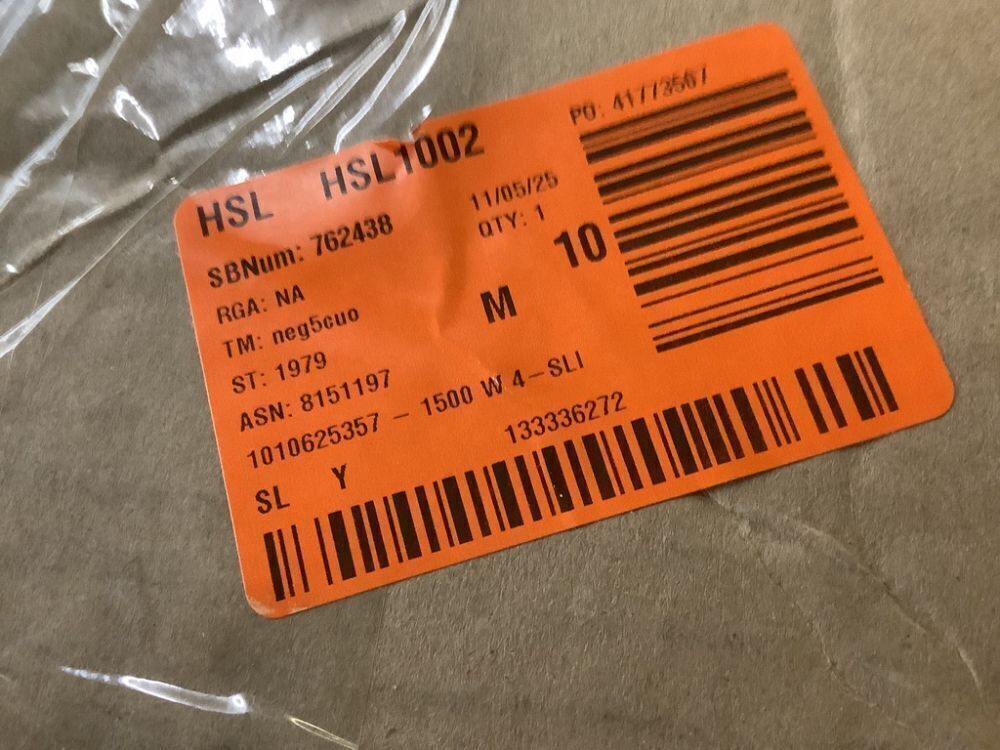 HSL HSL1002
PO: 41773567
SBNum: 762438
11/05/25
RGA: NA
QTY: 1
10
TM: neg5cuo
M
ST: 1979
ASN: 8151197
1010625357 - 1500 W 4-SLI
133336272
SL Y